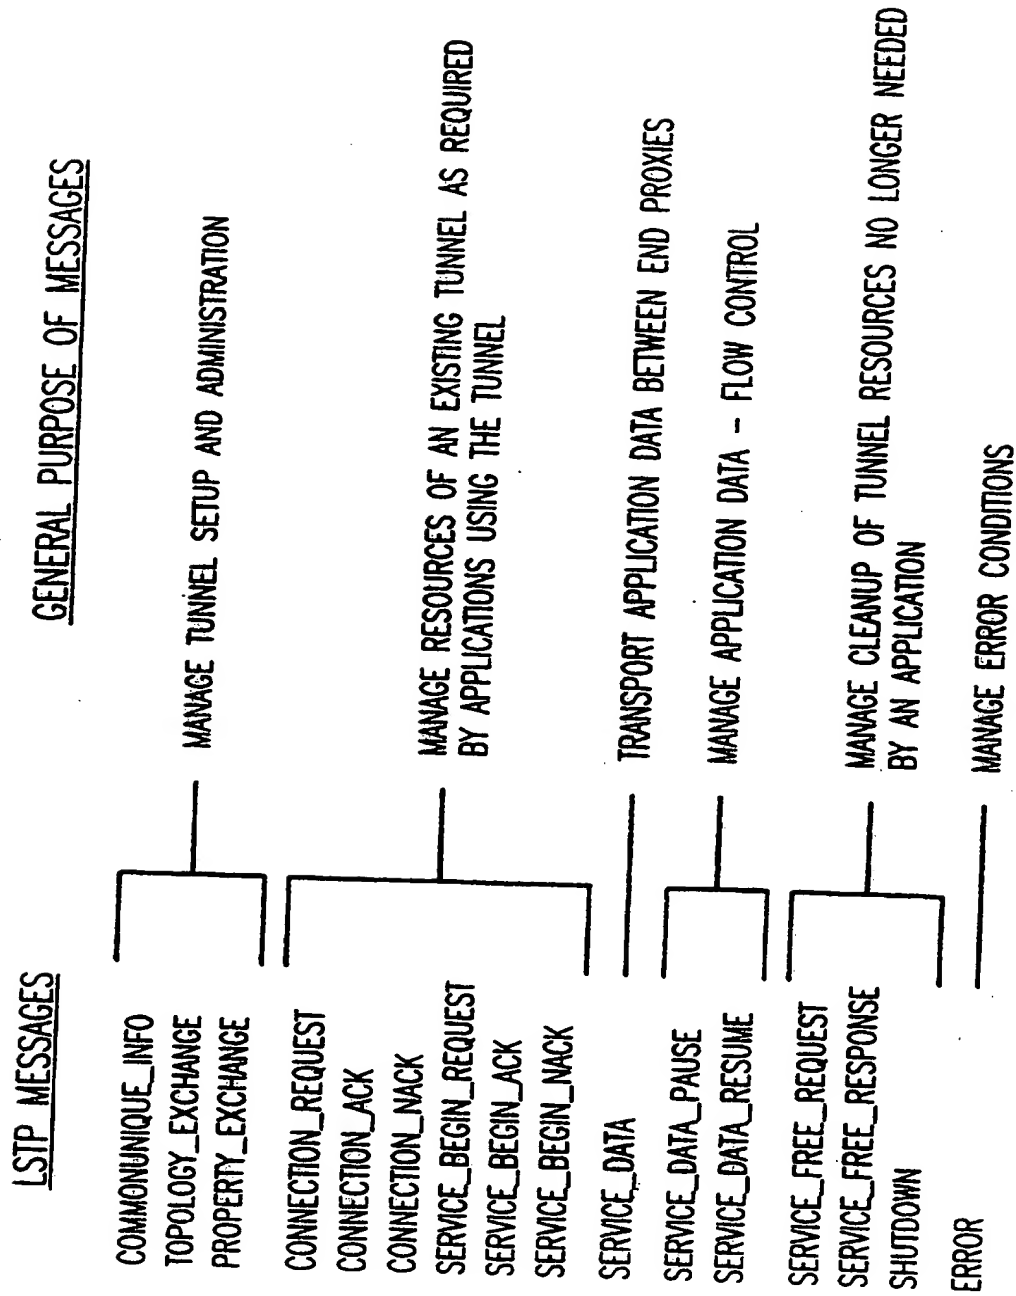 LSTP MESSAGES
GENERAL PURPOSE OF MESSAGES
COMMONUNIQUE_INFO
TOPOLOGY_EXCHANGE
PROPERTY_EXCHANGE
MANAGE TUNNEL SETUP AND ADMINISTRATION
CONNECTION_REQUEST
CONNECTION_ACK
CONNECTION_NACK
SERVICE_BEGIN_REQUEST
SERVICE_BEGIN_ACK
SERVICE_BEGIN_NACK
MANAGE RESOURCES OF AN EXISTING TUNNEL AS REQUIRED
BY APPLICATIONS USING THE TUNNEL
SERVICE_DATA
TRANSPORT APPLICATION DATA BETWEEN END PROXIES
SERVICE_DATA_PAUSE
SERVICE_DATA_RESUME
MANAGE APPLICATION DATA – FLOW CONTROL
SERVICE_FREE_REQUEST
SERVICE_FREE_RESPONSE
SHUTDOWN
MANAGE CLEANUP OF TUNNEL RESOURCES NO LONGER NEEDED
BY AN APPLICATION
ERROR
MANAGE ERROR CONDITIONS